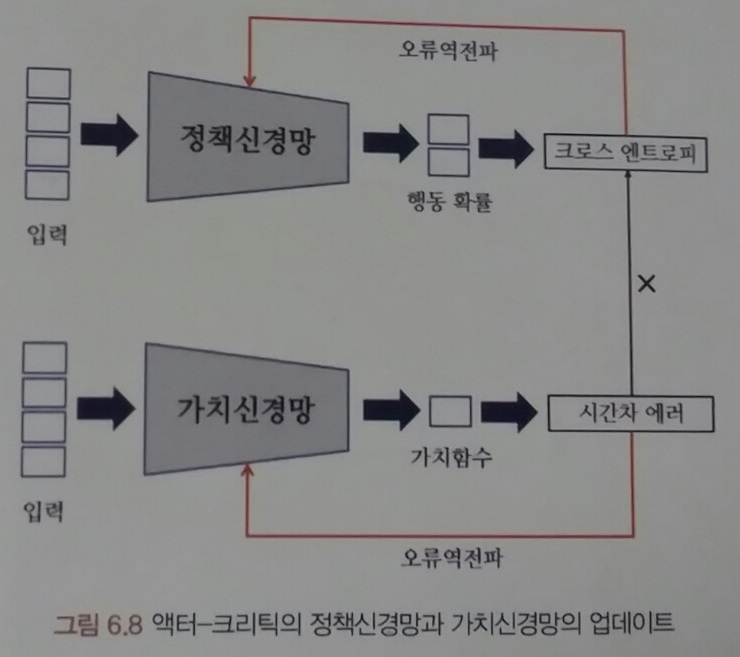 오류역전파
정책신경망
크로스 엔트로피
행동 확률
입력
×
가치신경망
시간차 에러
가치함수
입력
오류역전파
그림 6.8 액터-크리틱의 정책신경망과 가치신경망의 업데이트